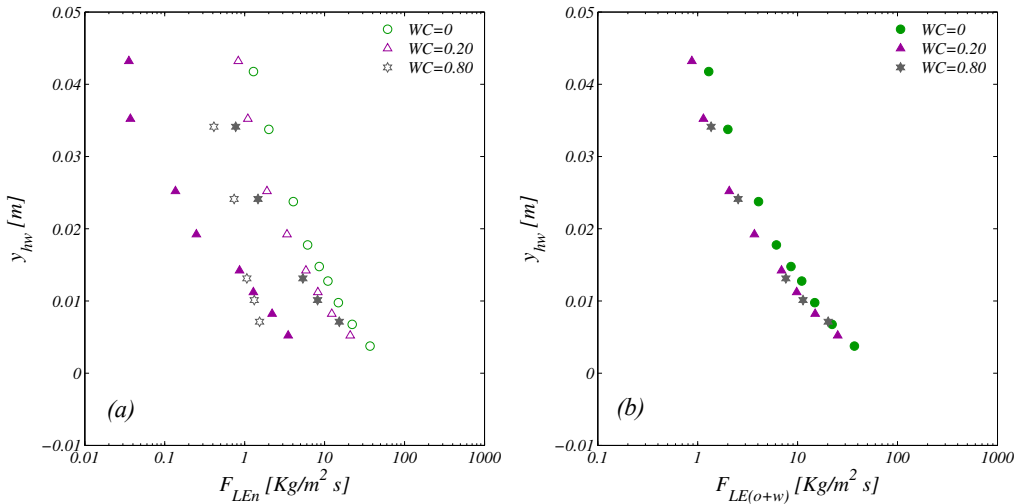 0.05
0.04
0.03
0.02
0.01
0
−0.01
y_hw [m]
WC=0
WC=0.20
WC=0.80
(a)
0.01 0.1 1 10 100 1000
F_LEn [Kg/m² s]
0.05
0.04
0.03
0.02
0.01
0
−0.01
y_hw [m]
WC=0
WC=0.20
WC=0.80
(b)
0.1 1 10 100 1000
F_LE(o+w) [Kg/m² s]